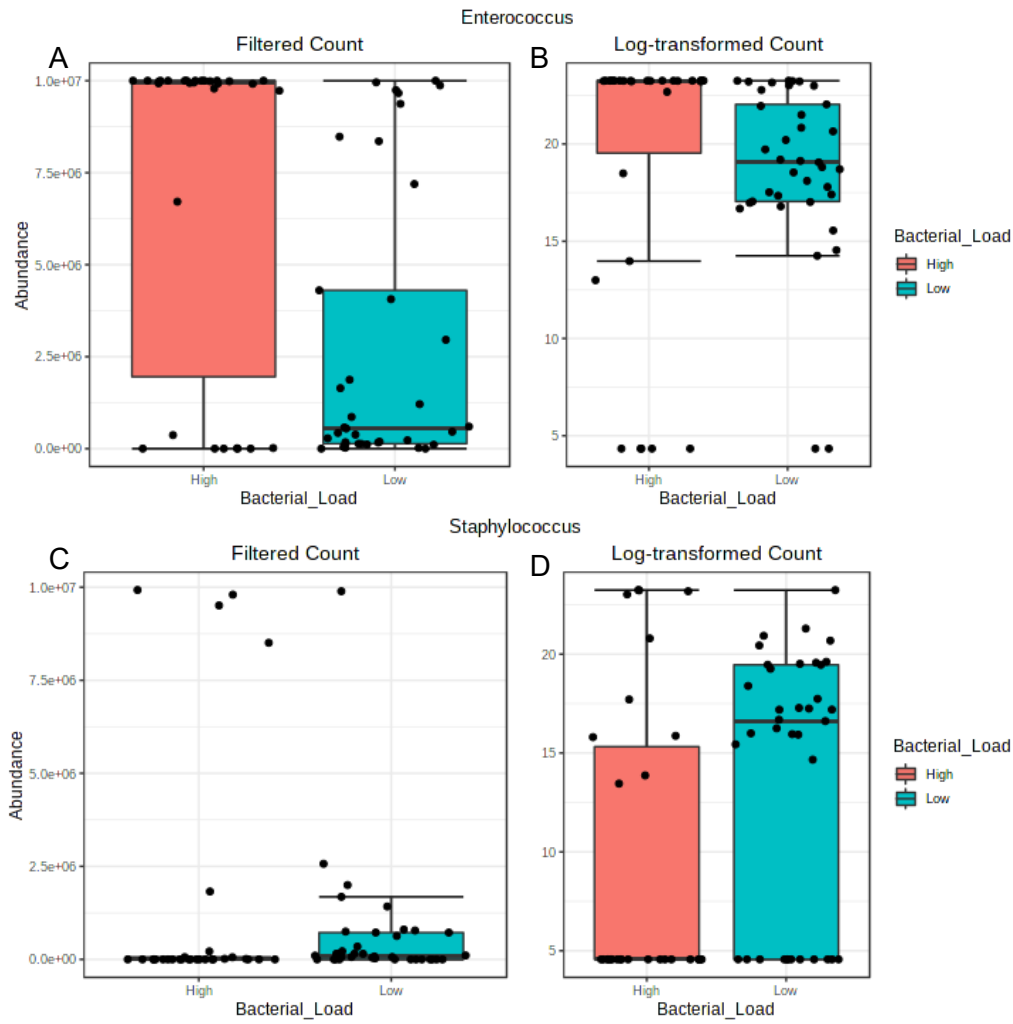 Enterococcus
A
Filtered Count
B
Log-transformed Count
Abundance
1.0e+07
7.5e+06
5.0e+06
2.5e+06
0.0e+00
High
Low
Bacterial_Load
20
15
10
5
High
Low
Bacterial_Load
Bacterial_Load
High
Low
Staphylococcus
C
Filtered Count
D
Log-transformed Count
Abundance
1.0e+07
7.5e+06
5.0e+06
2.5e+06
0.0e+00
High
Low
Bacterial_Load
20
15
10
5
High
Low
Bacterial_Load
Bacterial_Load
High
Low